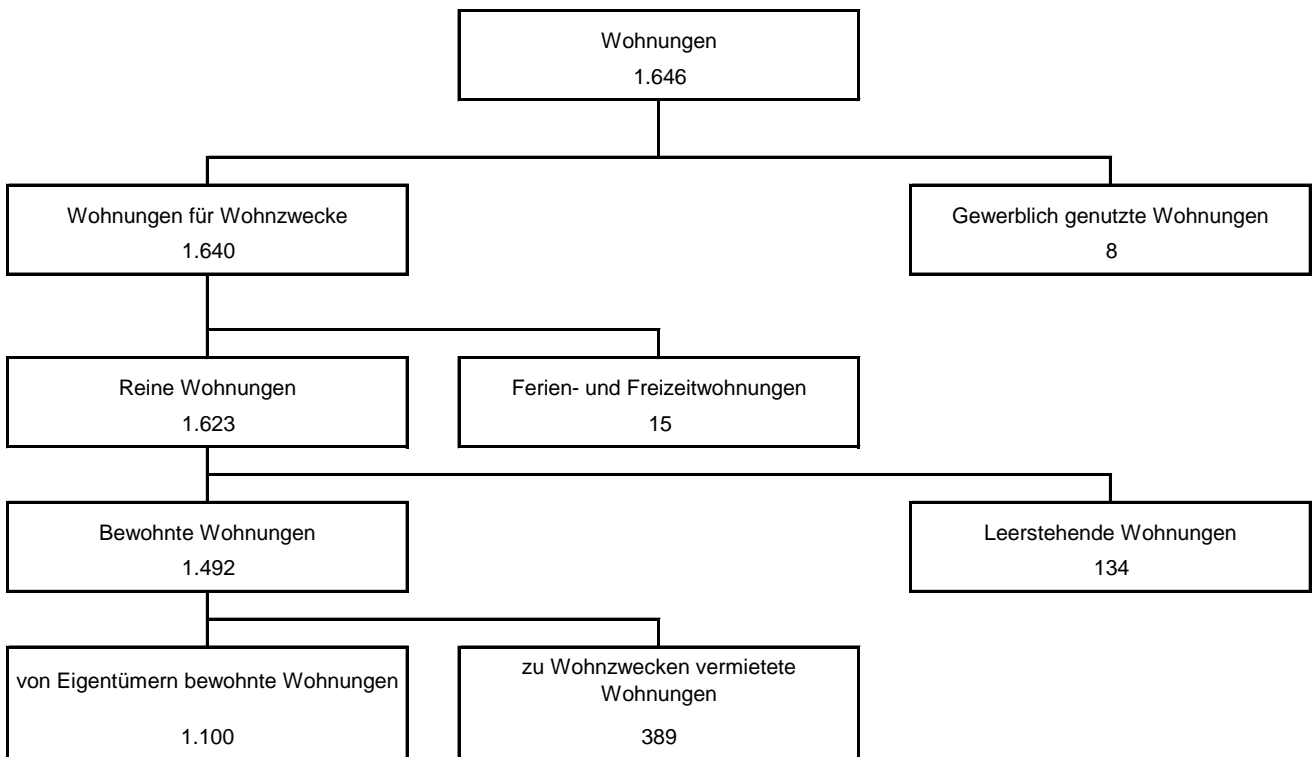 Wohnungen
1.646
Wohnungen für Wohnzwecke
1.640
Gewerblich genutzte Wohnungen
8
Reine Wohnungen
1.623
Ferien- und Freizeitwohnungen
15
Bewohnte Wohnungen
1.492
Leerstehende Wohnungen
134
von Eigentümern bewohnte Wohnungen
1.100
zu Wohnzwecken vermietete
Wohnungen
389